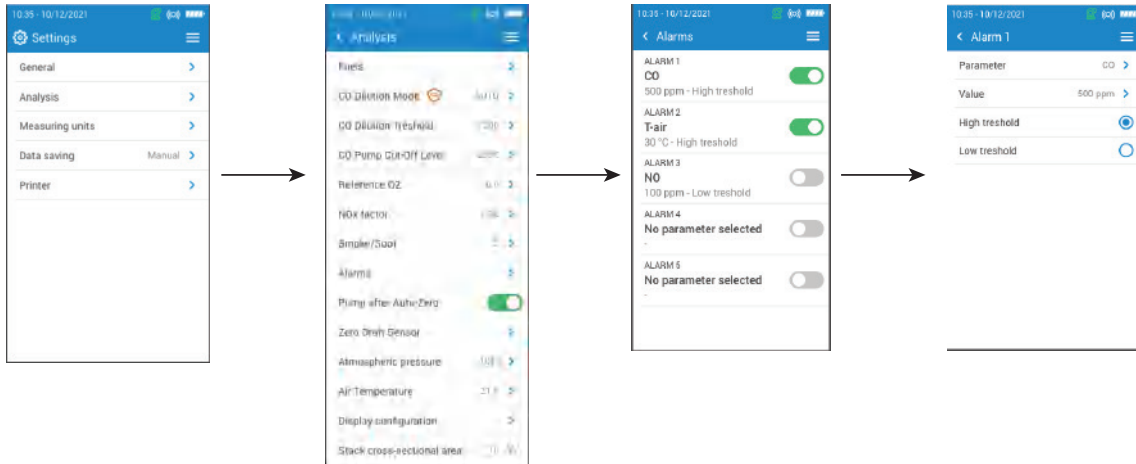 10:35 - 10/12/2021
Settings
General
Analysis
Measuring units
Data saving Manual
Printer
Analysis
Fuels
CO Dilution Mode AUTO
CO Dilution Treshold
CO Pump Cut-Off Level
Reference O2
NOx factor
Smoke/Soot
Alarms
Pump after Auto-Zero
Zero Draft Sensor
Atmospheric pressure
Air Temperature
Display configuration
Stack cross-sectional area
10:35 - 10/12/2021
Alarms
ALARM 1
CO
500 ppm - High treshold
ALARM 2
T-air
30 °C - High treshold
ALARM 3
NO
100 ppm - Low treshold
ALARM 4
No parameter selected
-
ALARM 5
No parameter selected
-
10:35 - 10/12/2021
Alarm 1
Parameter CO
Value 500 ppm
High treshold
Low treshold